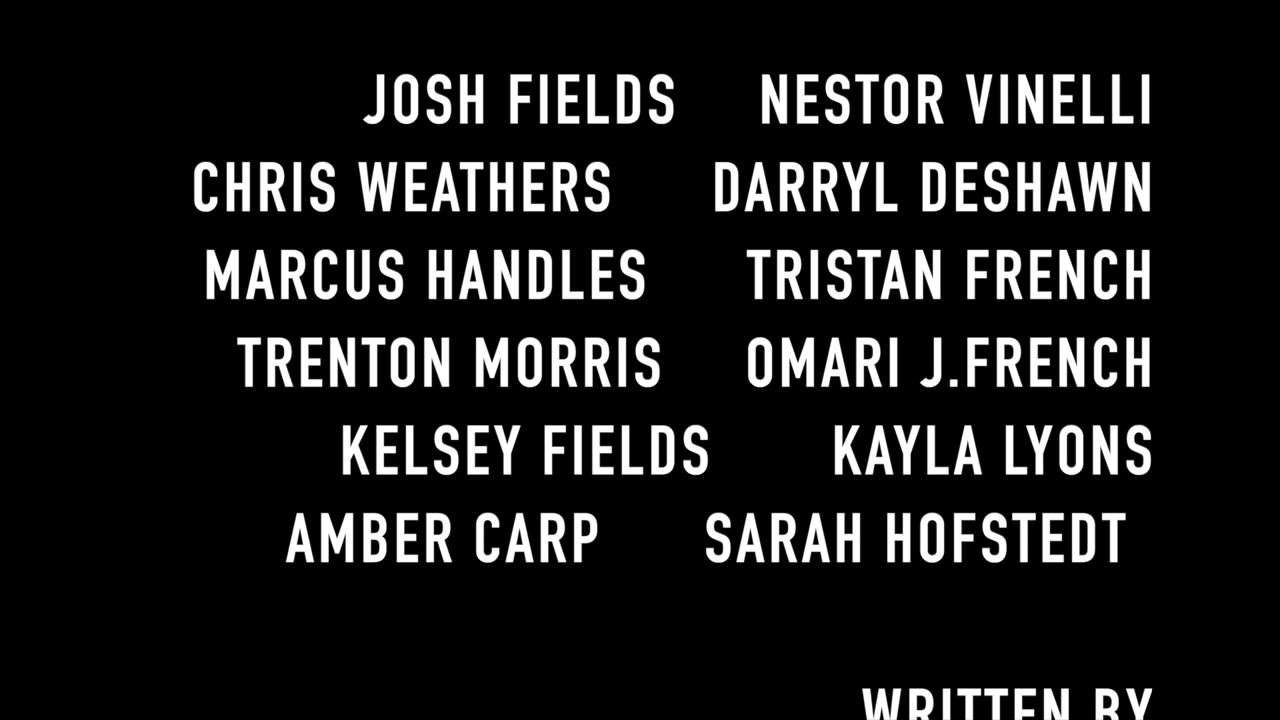 JOSH FIELDS NESTOR VINELLI
CHRIS WEATHERS DARRYL DESHAWN
MARCUS HANDLES TRISTAN FRENCH
TRENTON MORRIS OMARI J.FRENCH
KELSEY FIELDS KAYLA LYONS
AMBER CARP SARAH HOFSTEDT
WRITTEN BY